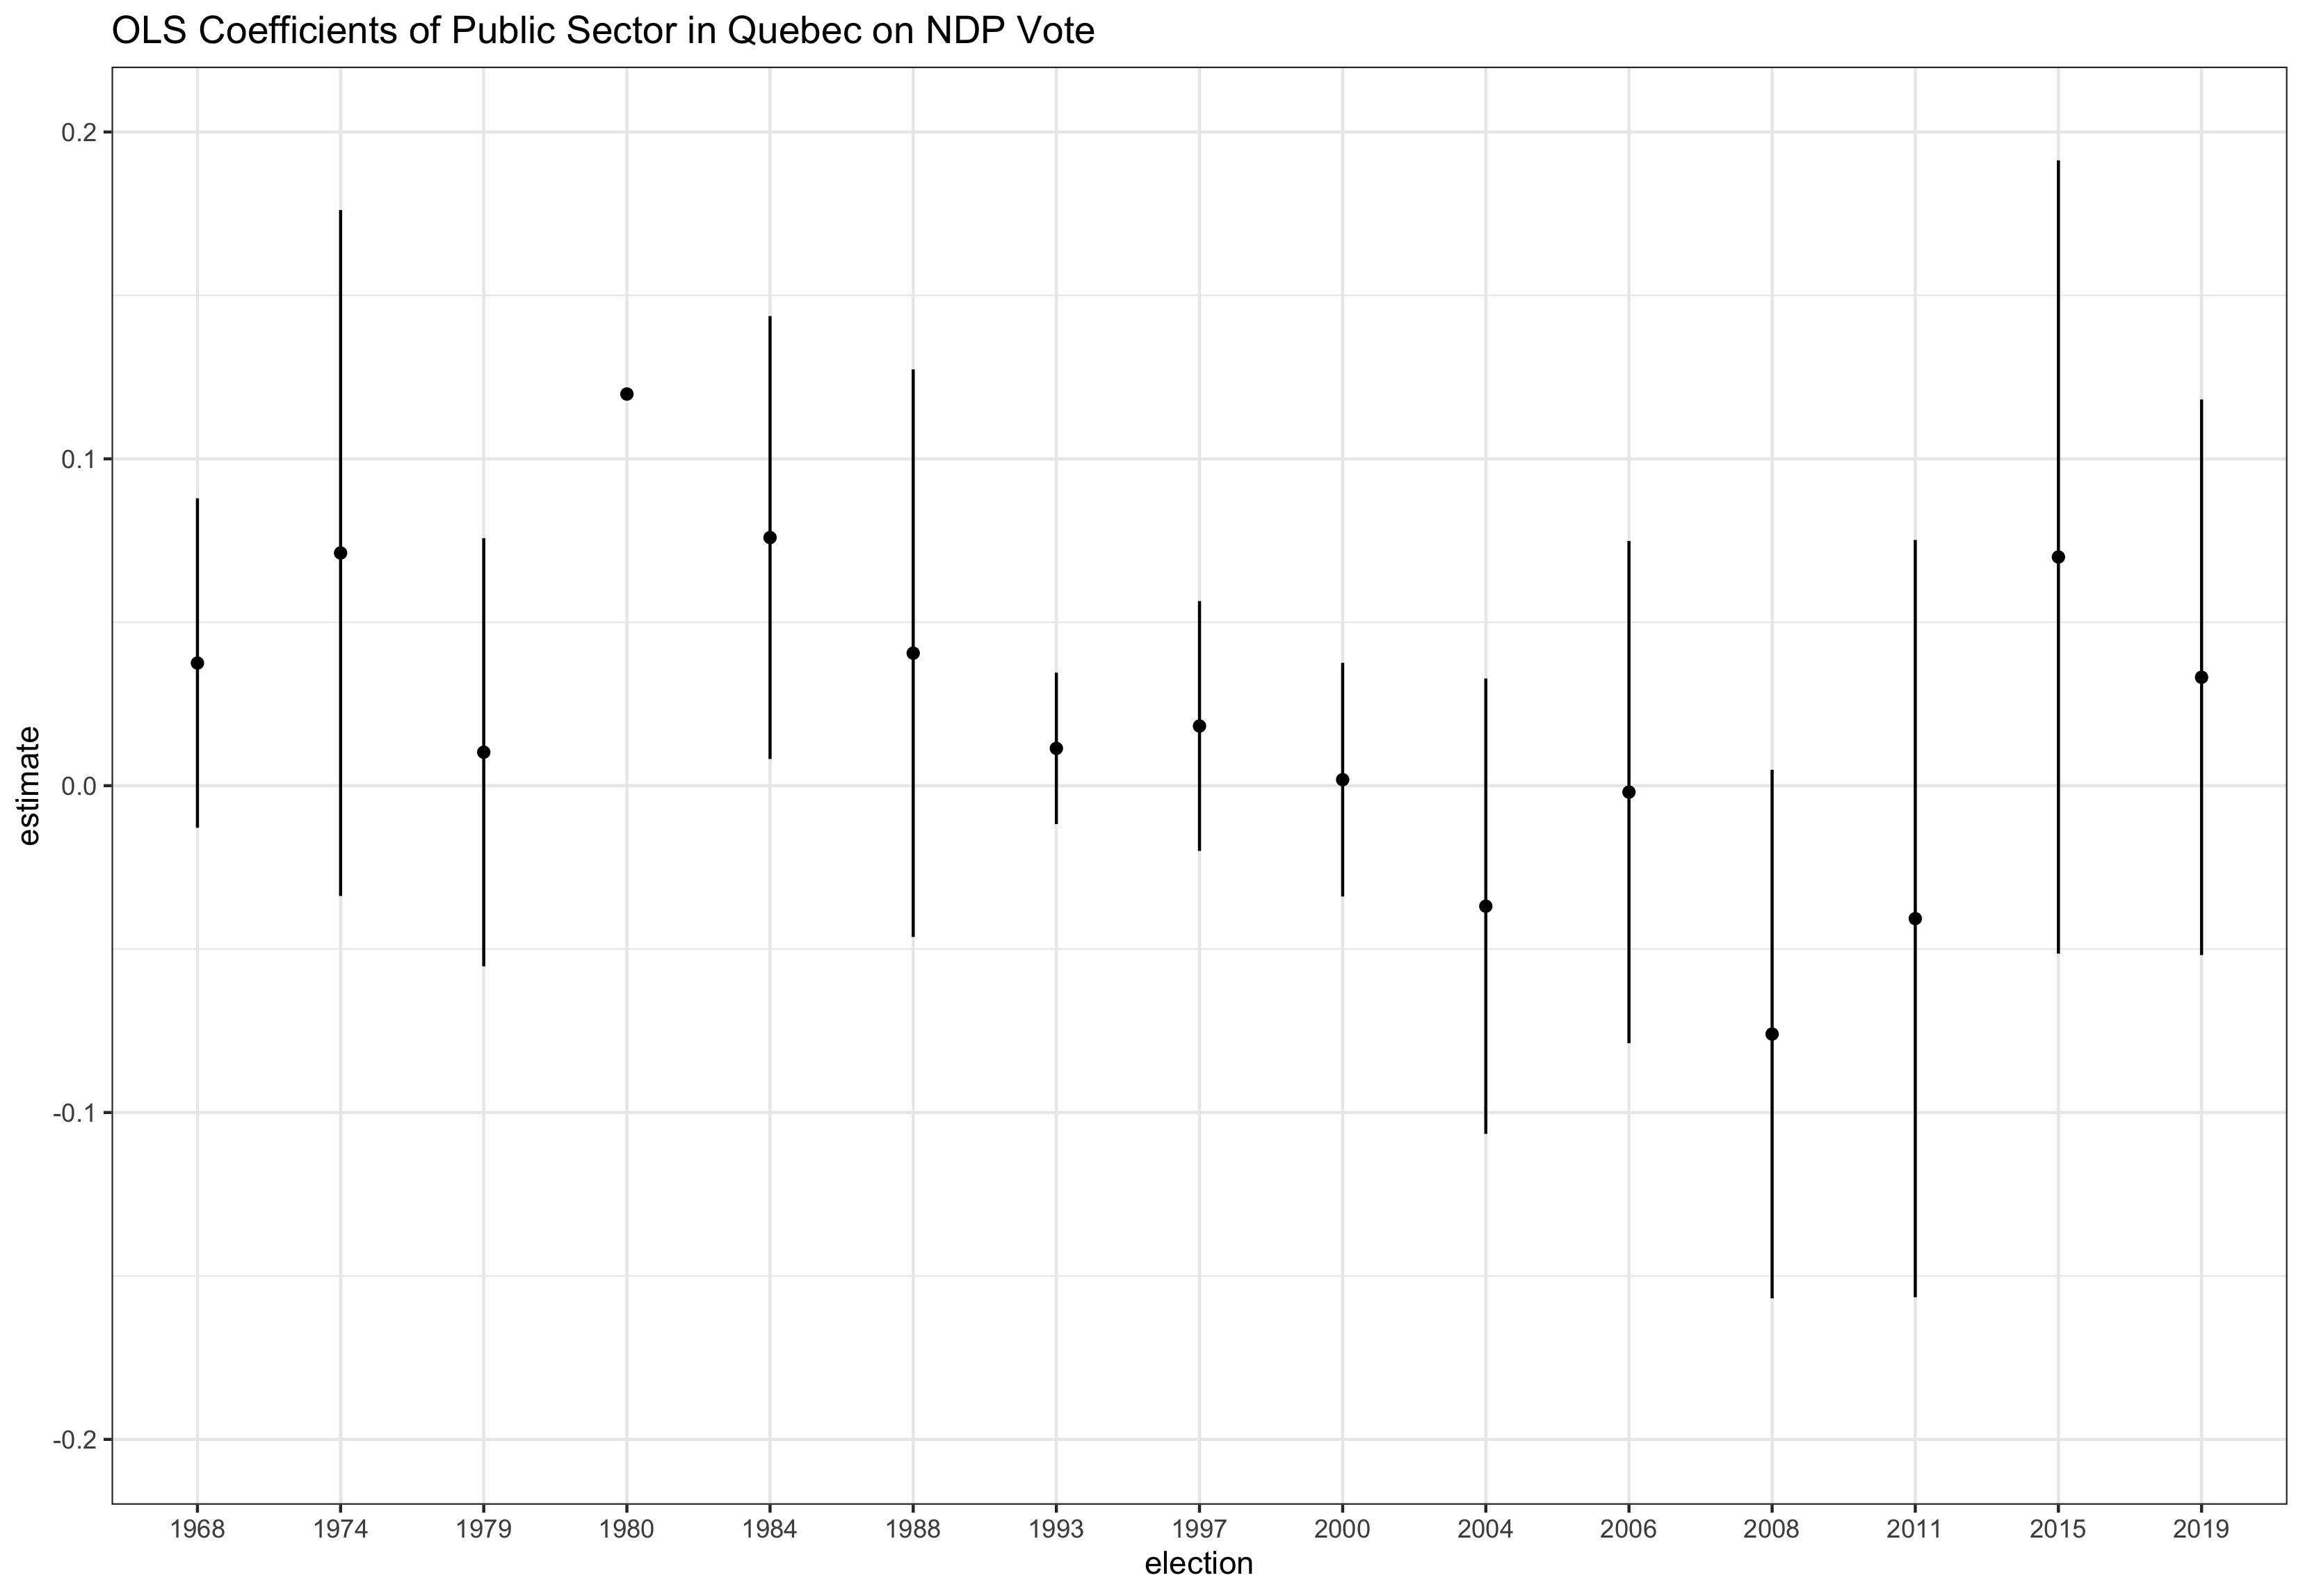 OLS Coefficients of Public Sector in Quebec on NDP Vote
0.2
0.1
0.0
-0.1
-0.2
estimate
1968 1974 1979 1980 1984 1988 1993 1997 2000 2004 2006 2008 2011 2015 2019
election